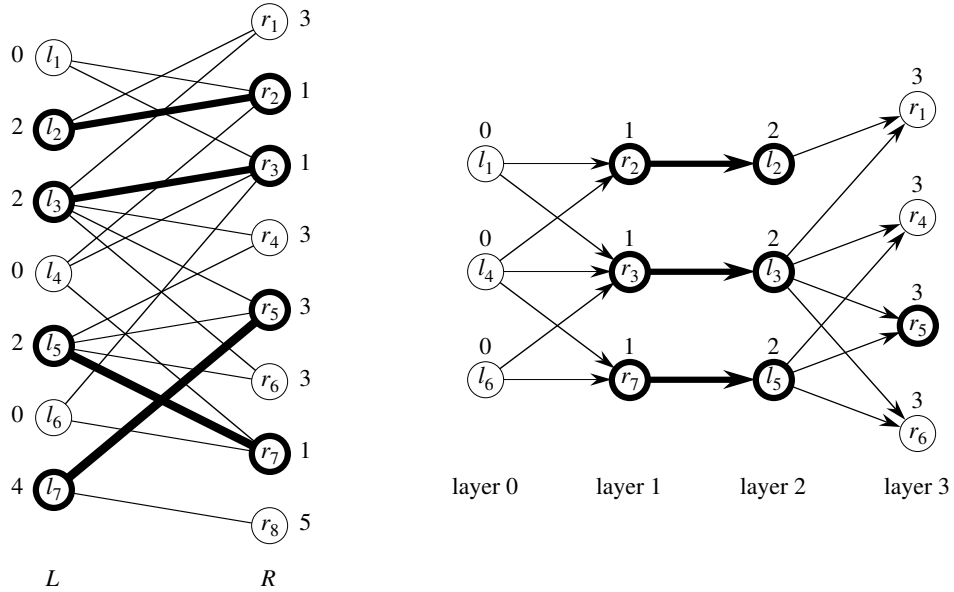 3
r1
0
l1
r2 1
2
l2
r3 1
2
l3
r4 3
0
l4
r5 3
2
l5
r6 3
0
l6
r7 1
4
l7
r8 5
L R
3
r1
0 1 2
l1 r2 l2
3
r4
0 1 2
l4 r3 l3
3
r5
0 1 2
l6 r7 l5
3
r6
layer 0 layer 1 layer 2 layer 3